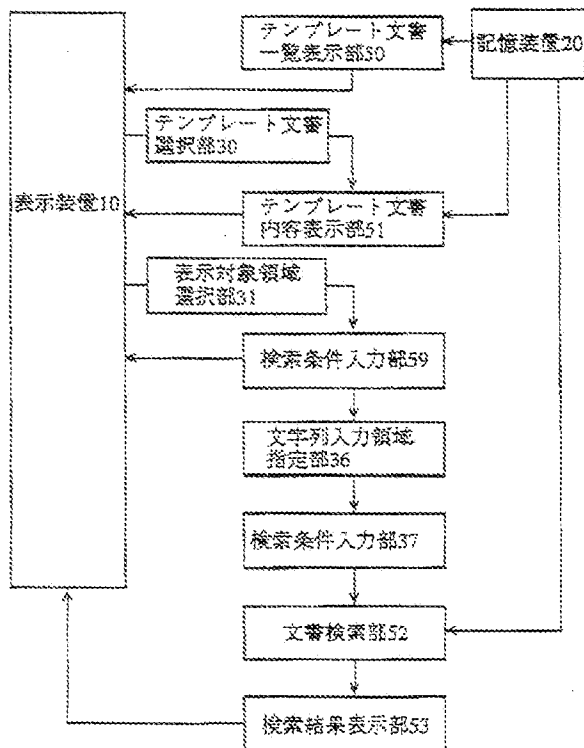 テンプレート文書
一覧表示部50
記憶装置20
テンプレート文書
選択部30
表示装置10
テンプレート文書
内容表示部51
表示対象領域
選択部31
検索条件入力部59
文字列入力領域
指定部36
検索条件入力部37
文書検索部52
検索結果表示部53